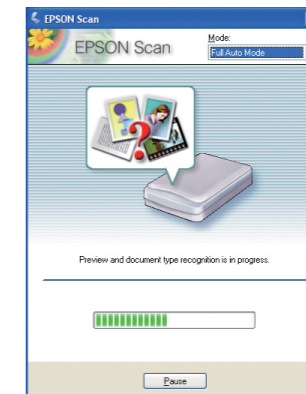 EPSON Scan
EPSON Scan
Mode:
Full Auto Mode
Preview and document type recognition is in progress.
Pause